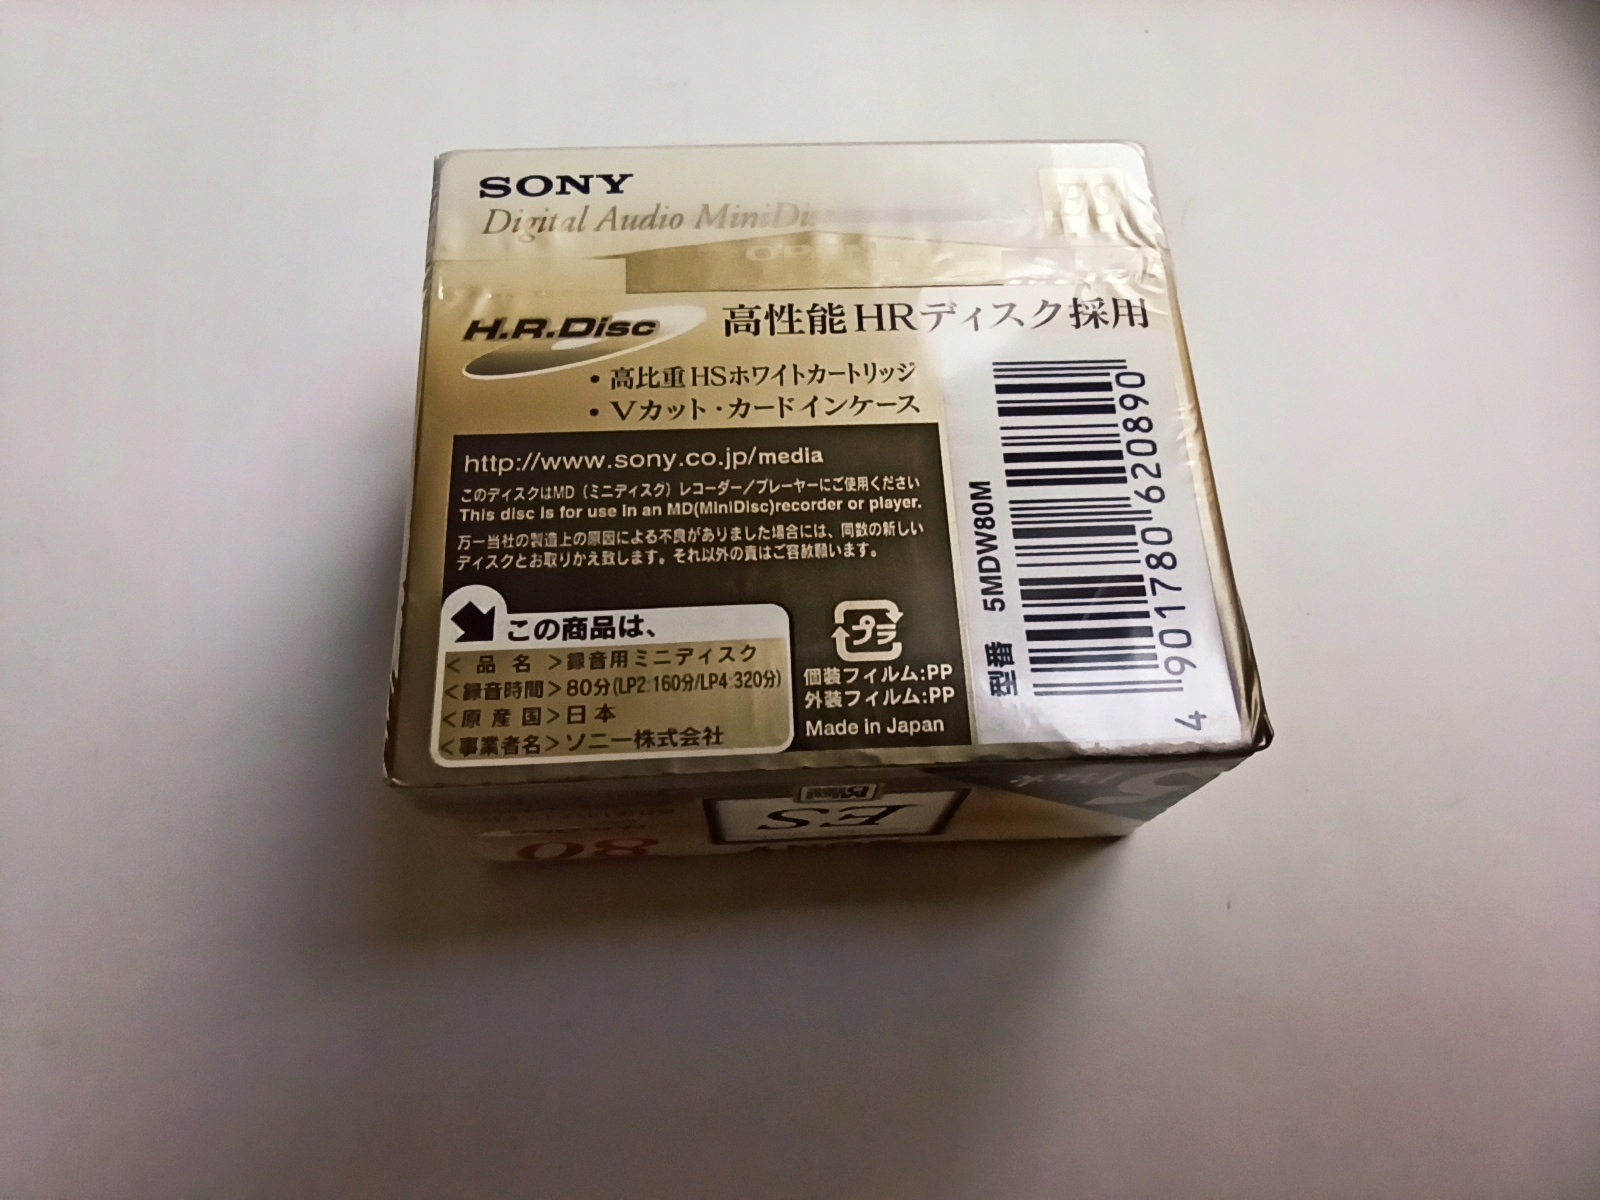 SONY
Digital Audio MiniDi
ES
OPEN
H.R.Disc
高性能HRディスク採用
・高比重HSホワイトカートリッジ
・Vカット・カードインケース
http://www.sony.co.jp/media
このディスクはMD（ミニディスク）レコーダー／プレーヤーにご使用ください
This disc is for use in an MD(MiniDisc)recorder or player.
万一当社の製造上の原因による不良がありました場合には、同数の新しい
ディスクとお取りかえ致します。それ以外の責はご容赦願います。
この商品は、
＜品名＞録音用ミニディスク
＜録音時間＞80分(LP2:160分/LP4:320分)
＜原産国＞日本
＜事業者名＞ソニー株式会社
プラ
個装フィルム:PP
外装フィルム:PP
Made in Japan
型番 5MDW80M
4 901780 620890
5
ES
80